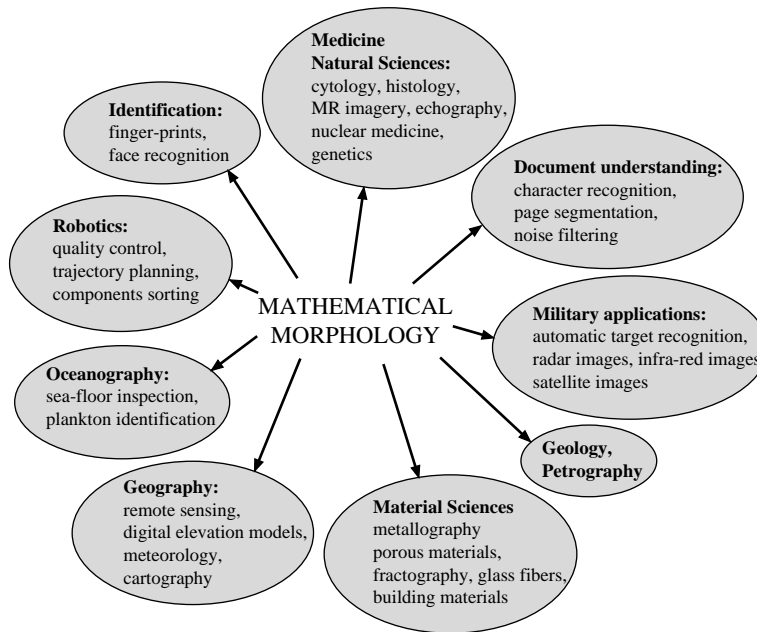 Medicine
Natural Sciences:
cytology, histology,
MR imagery, echography,
nuclear medicine,
genetics
Identification:
finger-prints,
face recognition
Document understanding:
character recognition,
page segmentation,
noise filtering
Robotics:
quality control,
trajectory planning,
components sorting
MATHEMATICAL
MORPHOLOGY
Military applications:
automatic target recognition,
radar images, infra-red images
satellite images
Oceanography:
sea-floor inspection,
plankton identification
Geology,
Petrography
Geography:
remote sensing,
digital elevation models,
meteorology,
cartography
Material Sciences
metallography
porous materials,
fractography, glass fibers,
building materials